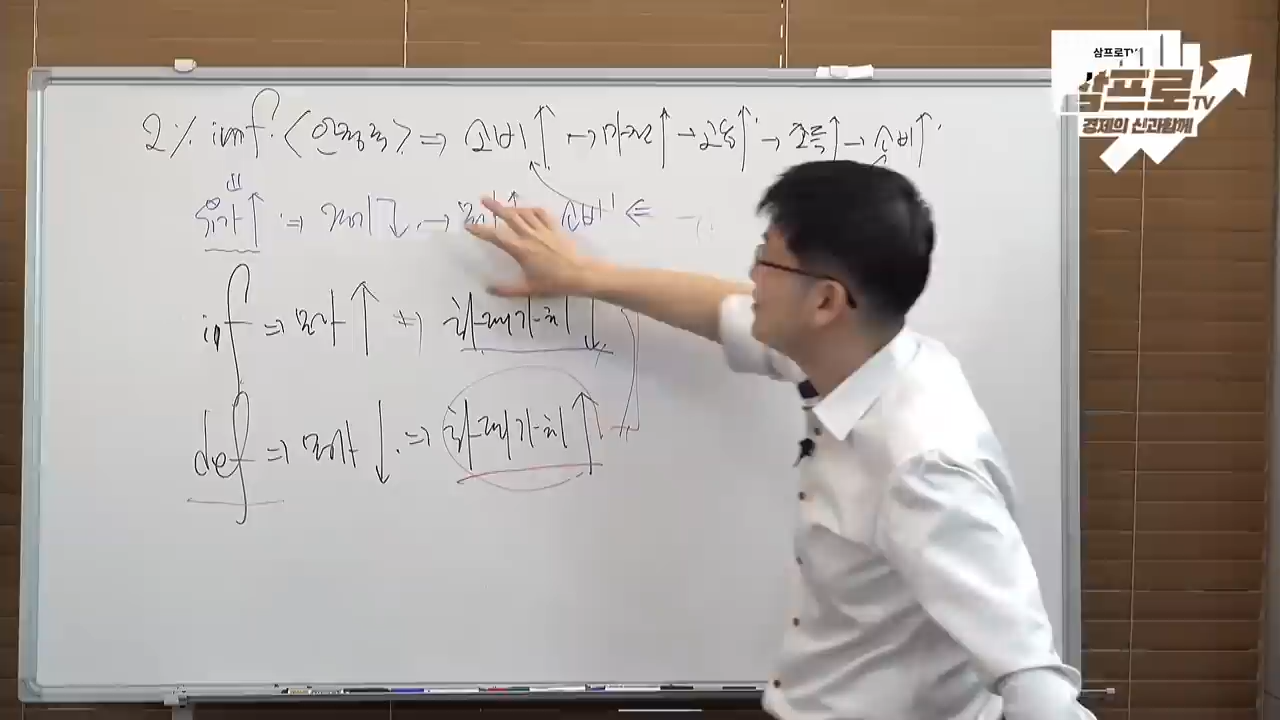 삼프로TV
삼프로TV
경제의 신과함께
2% inf. <안정적> ⇒ 소비↑ → 마진↑ → 고용↑ → 소득↑ → 소비↑
유가↑ ⇒ → 소비 ⇐
inf ⇒ 물가↑ ⇒ 화폐가치↓
def ⇒ 물가↓ ⇒ 화폐가치↑